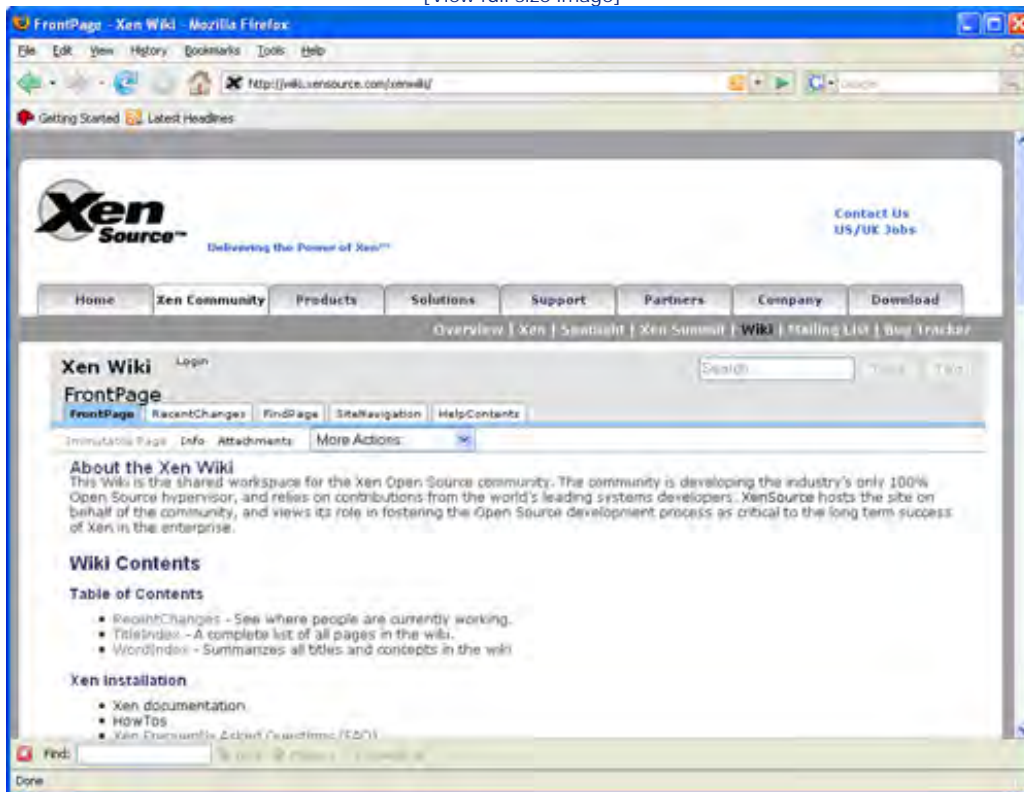 [View full size image]
FrontPage - Xen Wiki - Mozilla Firefox
File Edit View History Bookmarks Tools Help
http://wiki.xensource.com/xenwiki/
Getting Started Latest Headlines
Xen
Source™
Delivering the Power of Xen™
Contact Us
US/UK Jobs
Home Xen Community Products Solutions Support Partners Company Download
Overview | Xen | Spotlight | Xen Summit | Wiki | Mailing List | Bug Tracker
Xen Wiki Login
Search
FrontPage
FrontPage RecentChanges FindPage SiteNavigation HelpContents
Immutable Page Info Attachments More Actions:
About the Xen Wiki
This Wiki is the shared workspace for the Xen Open Source community. The community is developing the industry's only 100%
Open Source hypervisor, and relies on contributions from the world's leading systems developers. XenSource hosts the site on
behalf of the community, and views its role in fostering the Open Source development process as critical to the long term success
of Xen in the enterprise.
Wiki Contents
Table of Contents
• RecentChanges - See where people are currently working.
• TitleIndex - A complete list of all pages in the wiki.
• WordIndex - Summarizes all titles and concepts in the wiki
Xen Installation
• Xen documentation
• HowTos
• Xen Frequently Asked Questions (FAQ)
Find:
Done